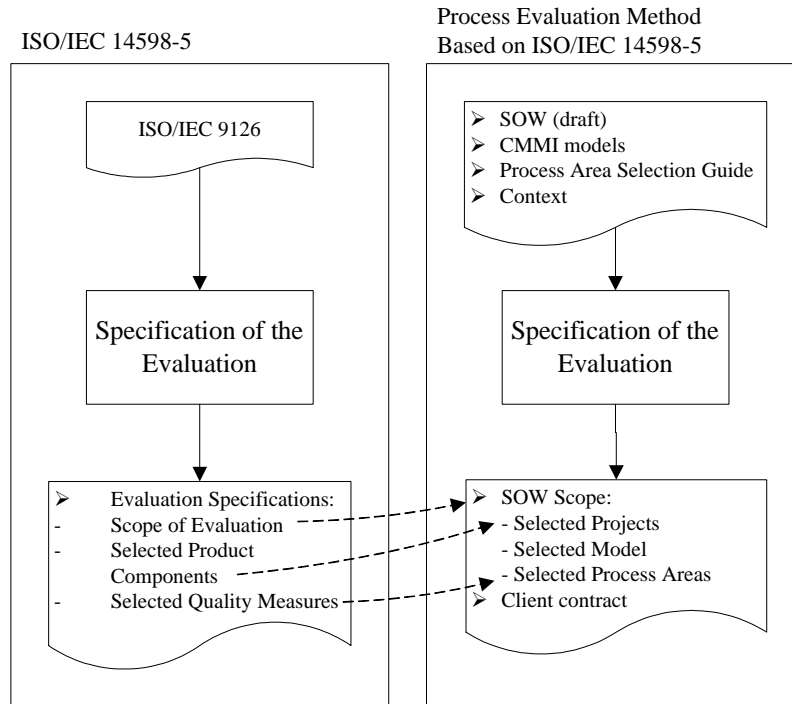 ISO/IEC 14598-5
ISO/IEC 9126
Specification of the
Evaluation
➢ Evaluation Specifications:
- Scope of Evaluation
- Selected Product
Components
- Selected Quality Measures
Process Evaluation Method
Based on ISO/IEC 14598-5
➢ SOW (draft)
➢ CMMI models
➢ Process Area Selection Guide
➢ Context
Specification of the
Evaluation
➢ SOW Scope:
- Selected Projects
- Selected Model
- Selected Process Areas
➢ Client contract